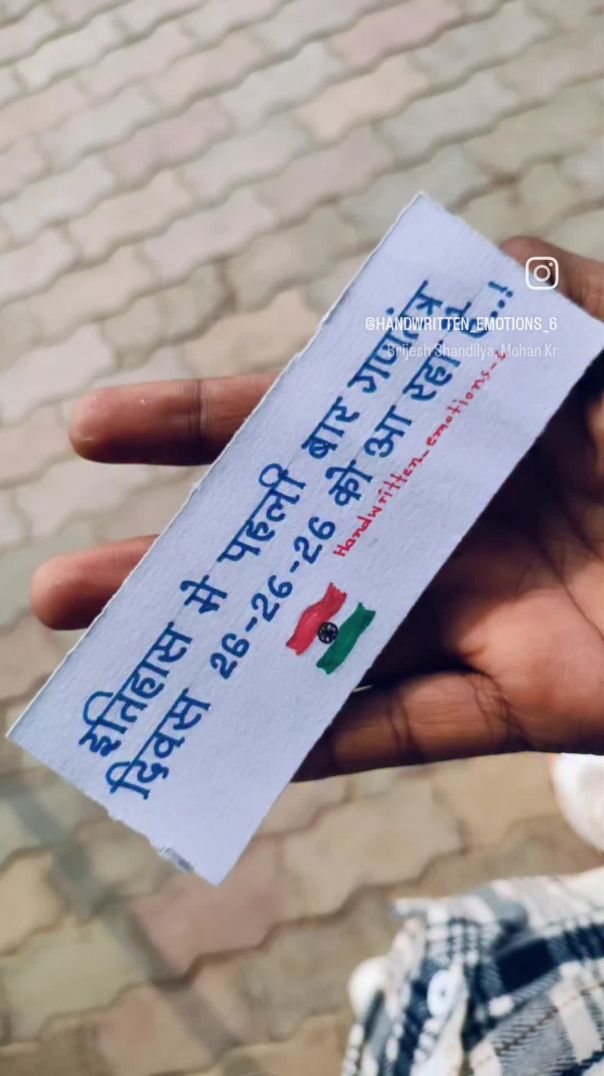 @HANDWRITTEN_EMOTIONS_6
Brijesh Shandilya, Mohan Kr
इतिहास मे पहली बार गणतंत्र
दिवस 26-26-26 को आ रहा है...!
Handwritten_emotions_